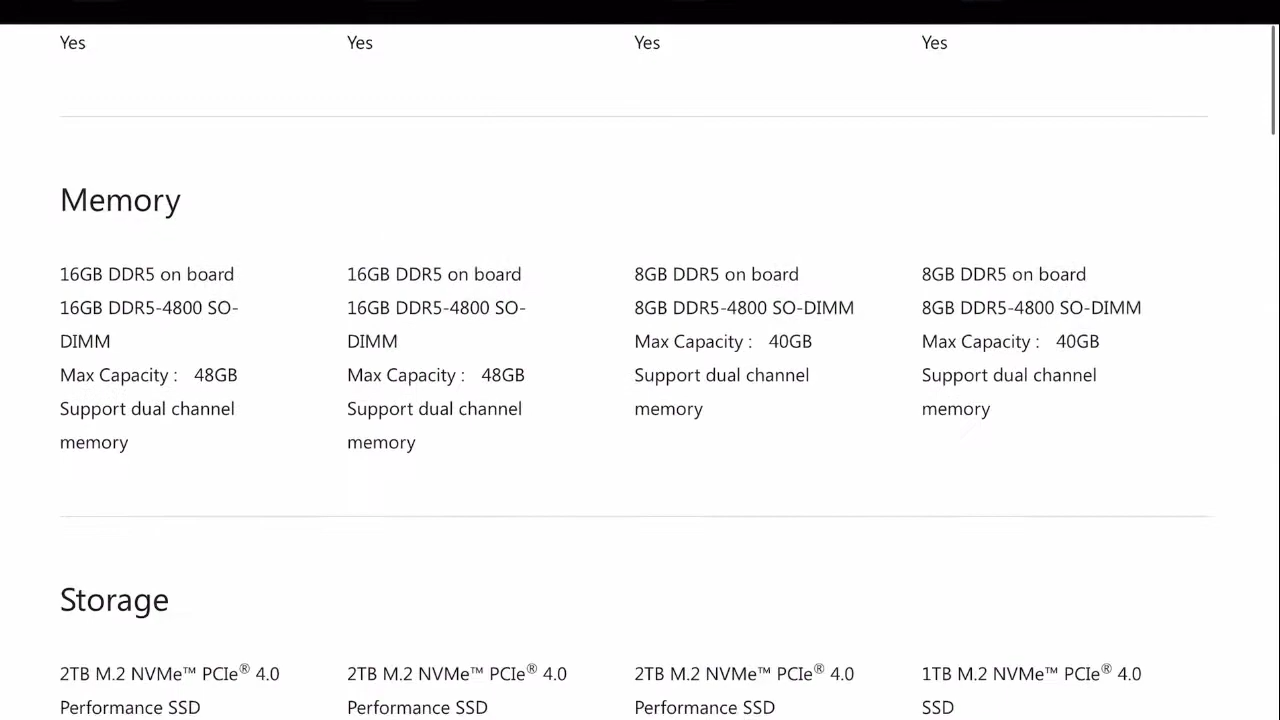 Yes
Yes
Yes
Yes
Memory
16GB DDR5 on board
16GB DDR5-4800 SO-
DIMM
Max Capacity : 48GB
Support dual channel
memory
16GB DDR5 on board
16GB DDR5-4800 SO-
DIMM
Max Capacity : 48GB
Support dual channel
memory
8GB DDR5 on board
8GB DDR5-4800 SO-DIMM
Max Capacity : 40GB
Support dual channel
memory
8GB DDR5 on board
8GB DDR5-4800 SO-DIMM
Max Capacity : 40GB
Support dual channel
memory
Storage
2TB M.2 NVMe™ PCIe® 4.0
Performance SSD
2TB M.2 NVMe™ PCIe® 4.0
Performance SSD
2TB M.2 NVMe™ PCIe® 4.0
Performance SSD
1TB M.2 NVMe™ PCIe® 4.0
SSD